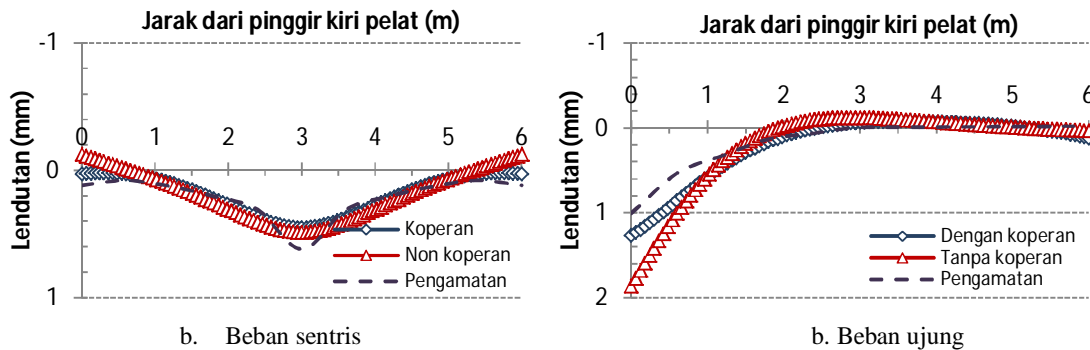 Jarak dari pinggir kiri pelat (m)
-1
0
1
0 1 2 3 4 5 6
Lendutan (mm)
Koperan
Non koperan
Pengamatan
b. Beban sentris
Jarak dari pinggir kiri pelat (m)
-1
0
1
2
0 1 2 3 4 5 6
Lendutan (mm)
Dengan koperan
Tanpa koperan
Pengamatan
b. Beban ujung